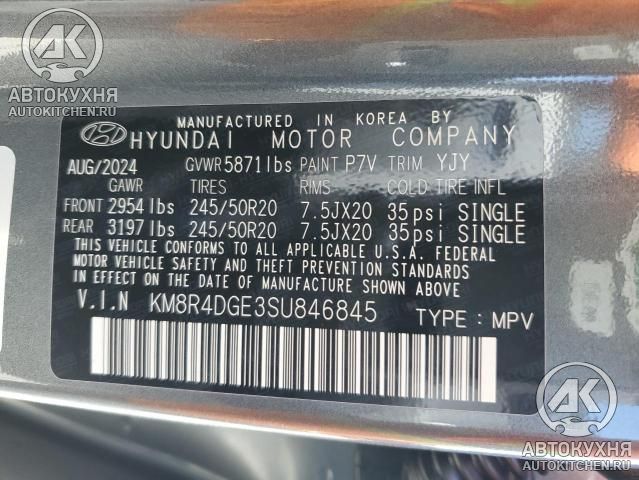 АВТОКУХНЯ
AUTOKITCHEN.RU
MANUFACTURED IN KOREA BY
HYUNDAI MOTOR COMPANY
AUG/2024 GVWR 5871lbs PAINT P7V TRIM YJY
GAWR TIRES RIMS COLD TIRE INFL
FRONT 2954 lbs 245/50R20 7.5JX20 35psi SINGLE
REAR 3197 lbs 245/50R20 7.5JX20 35psi SINGLE
THIS VEHICLE CONFORMS TO ALL APPLICABLE U.S.A. FEDERAL
MOTOR VEHICLE SAFETY AND THEFT PREVENTION STANDARDS
IN EFFECT ON THE DATE OF MANUFACTURE SHOWN ABOVE.
V.I.N KM8R4DGE3SU846845 TYPE : MPV
АК
АВТОКУХНЯ
AUTOKITCHEN.RU